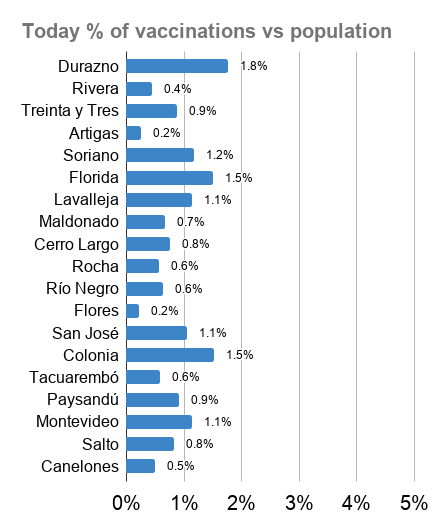 Today % of vaccinations vs population
Durazno 1.8%
Rivera 0.4%
Treinta y Tres 0.9%
Artigas 0.2%
Soriano 1.2%
Florida 1.5%
Lavalleja 1.1%
Maldonado 0.7%
Cerro Largo 0.8%
Rocha 0.6%
Río Negro 0.6%
Flores 0.2%
San José 1.1%
Colonia 1.5%
Tacuarembó 0.6%
Paysandú 0.9%
Montevideo 1.1%
Salto 0.8%
Canelones 0.5%
0% 1% 2% 3% 4% 5%